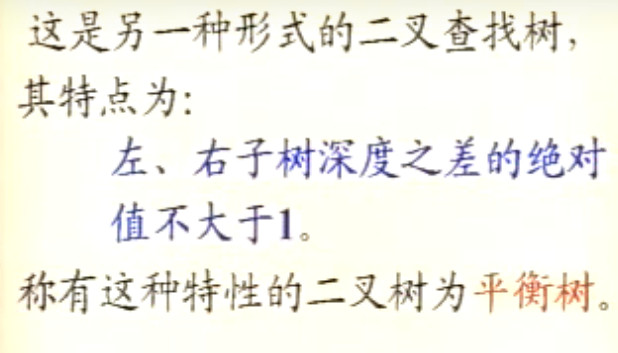 这是另一种形式的二叉查找树，
其特点为：
左、右子树深度之差的绝对
值不大于1。
称有这种特性的二叉树为平衡树。